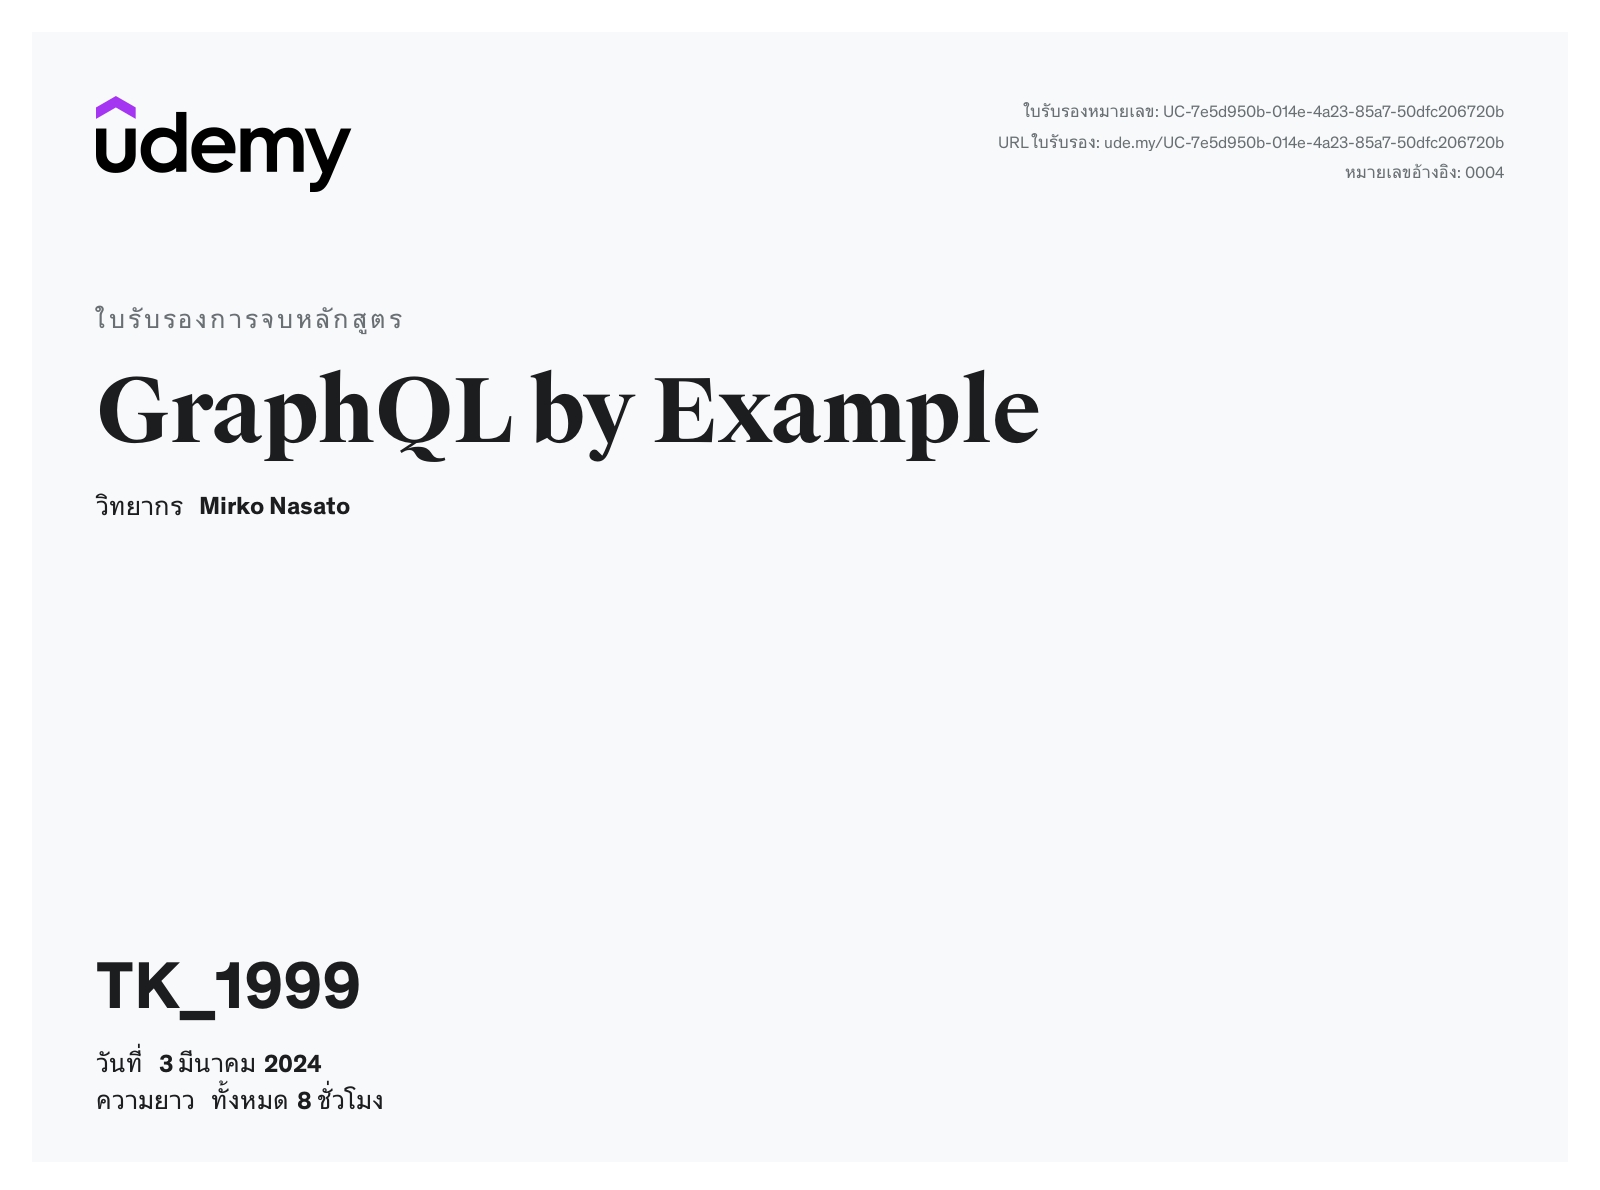 udemy
ใบรับรองหมายเลข: UC-7e5d950b-014e-4a23-85a7-50dfc206720b
URLใบรับรอง: ude.my/UC-7e5d950b-014e-4a23-85a7-50dfc206720b
หมายเลขอ้างอิง: 0004
ใบรับรองการจบหลักสูตร
GraphQL by Example
วิทยากร Mirko Nasato
TK_1999
วันที่ 3 มีนาคม 2024
ความยาว ทั้งหมด 8 ชั่วโมง